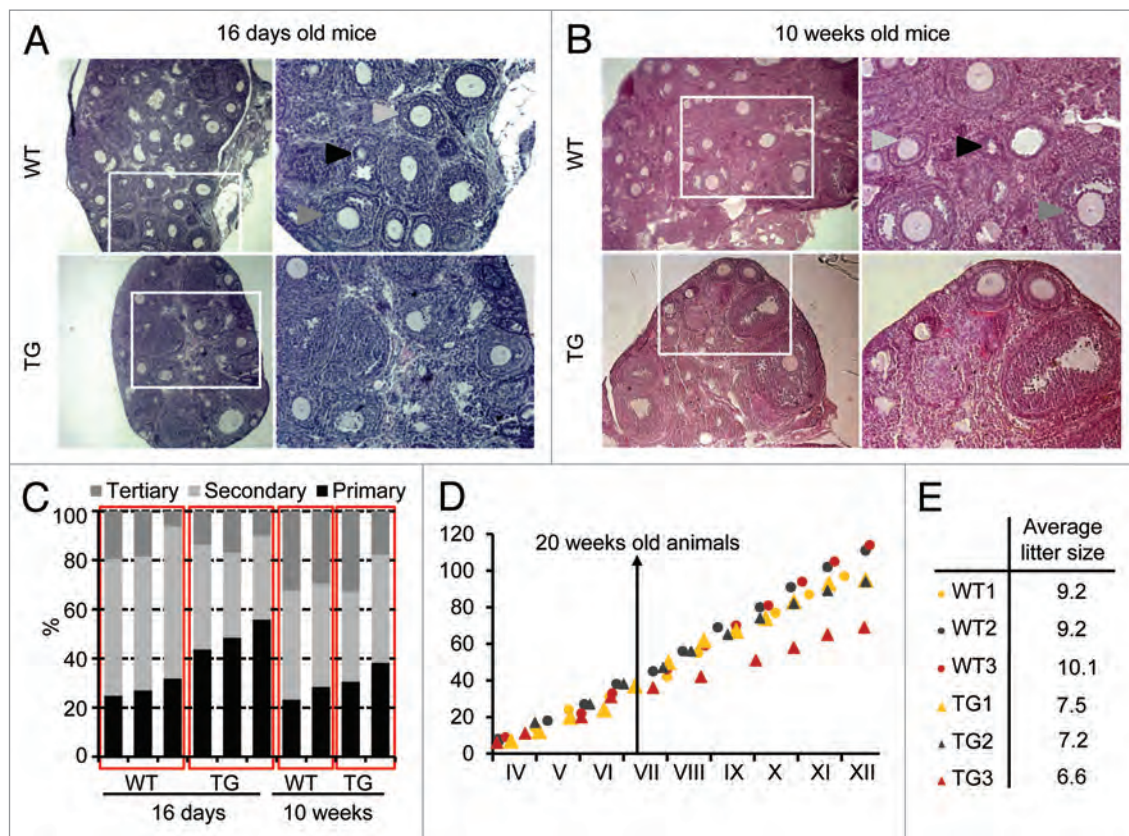 A
16 days old mice
WT
TG
B
10 weeks old mice
WT
TG
C
Tertiary Secondary Primary
100
80
60
40
20
0
%
WT TG WT TG
16 days 10 weeks
D
120
100
80
60
40
20
0
20 weeks old animals
IV V VI VII VIII IX X XI XII
E
Average
litter size
WT1 9.2
WT2 9.2
WT3 10.1
TG1 7.5
TG2 7.2
TG3 6.6